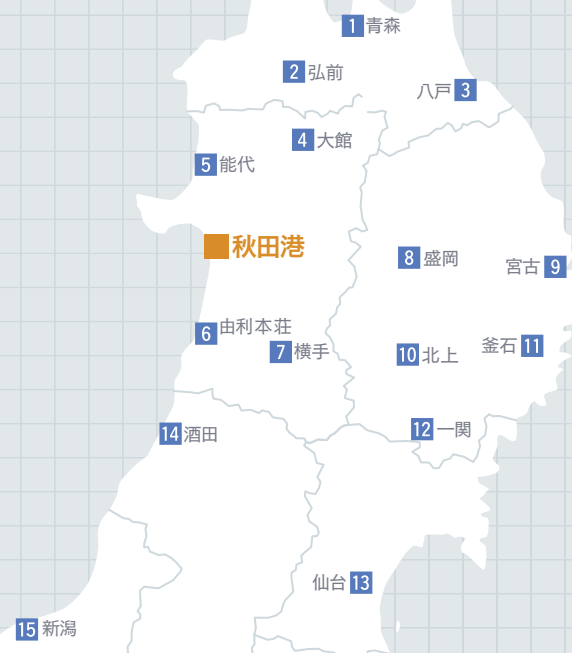 1 青森
2 弘前
八戸 3
4 大館
5 能代
秋田港
8 盛岡
宮古 9
6 由利本荘
7 横手
10 北上
釜石 11
12 一関
14 酒田
仙台 13
15 新潟